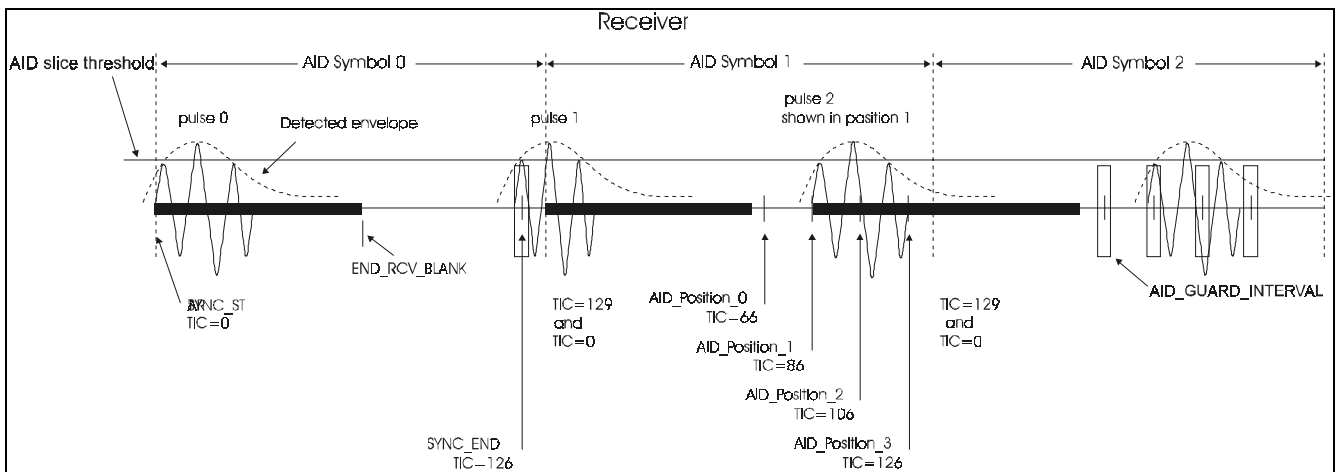 Receiver
AID slice threshold
AID Symbol 0
AID Symbol 1
AID Symbol 2
pulse 0
Detected envelope
pulse 1
pulse 2
shown in position 1
END_RCV_BLANK
SYNC_ST
TIC=0
TIC=129
and
TIC=0
AID_Position_0
TIC=66
AID_Position_1
TIC=86
AID_Position_2
TIC=106
AID_Position_3
TIC=126
SYNC_END
TIC=126
TIC=129
and
TIC=0
AID_GUARD_INTERVAL